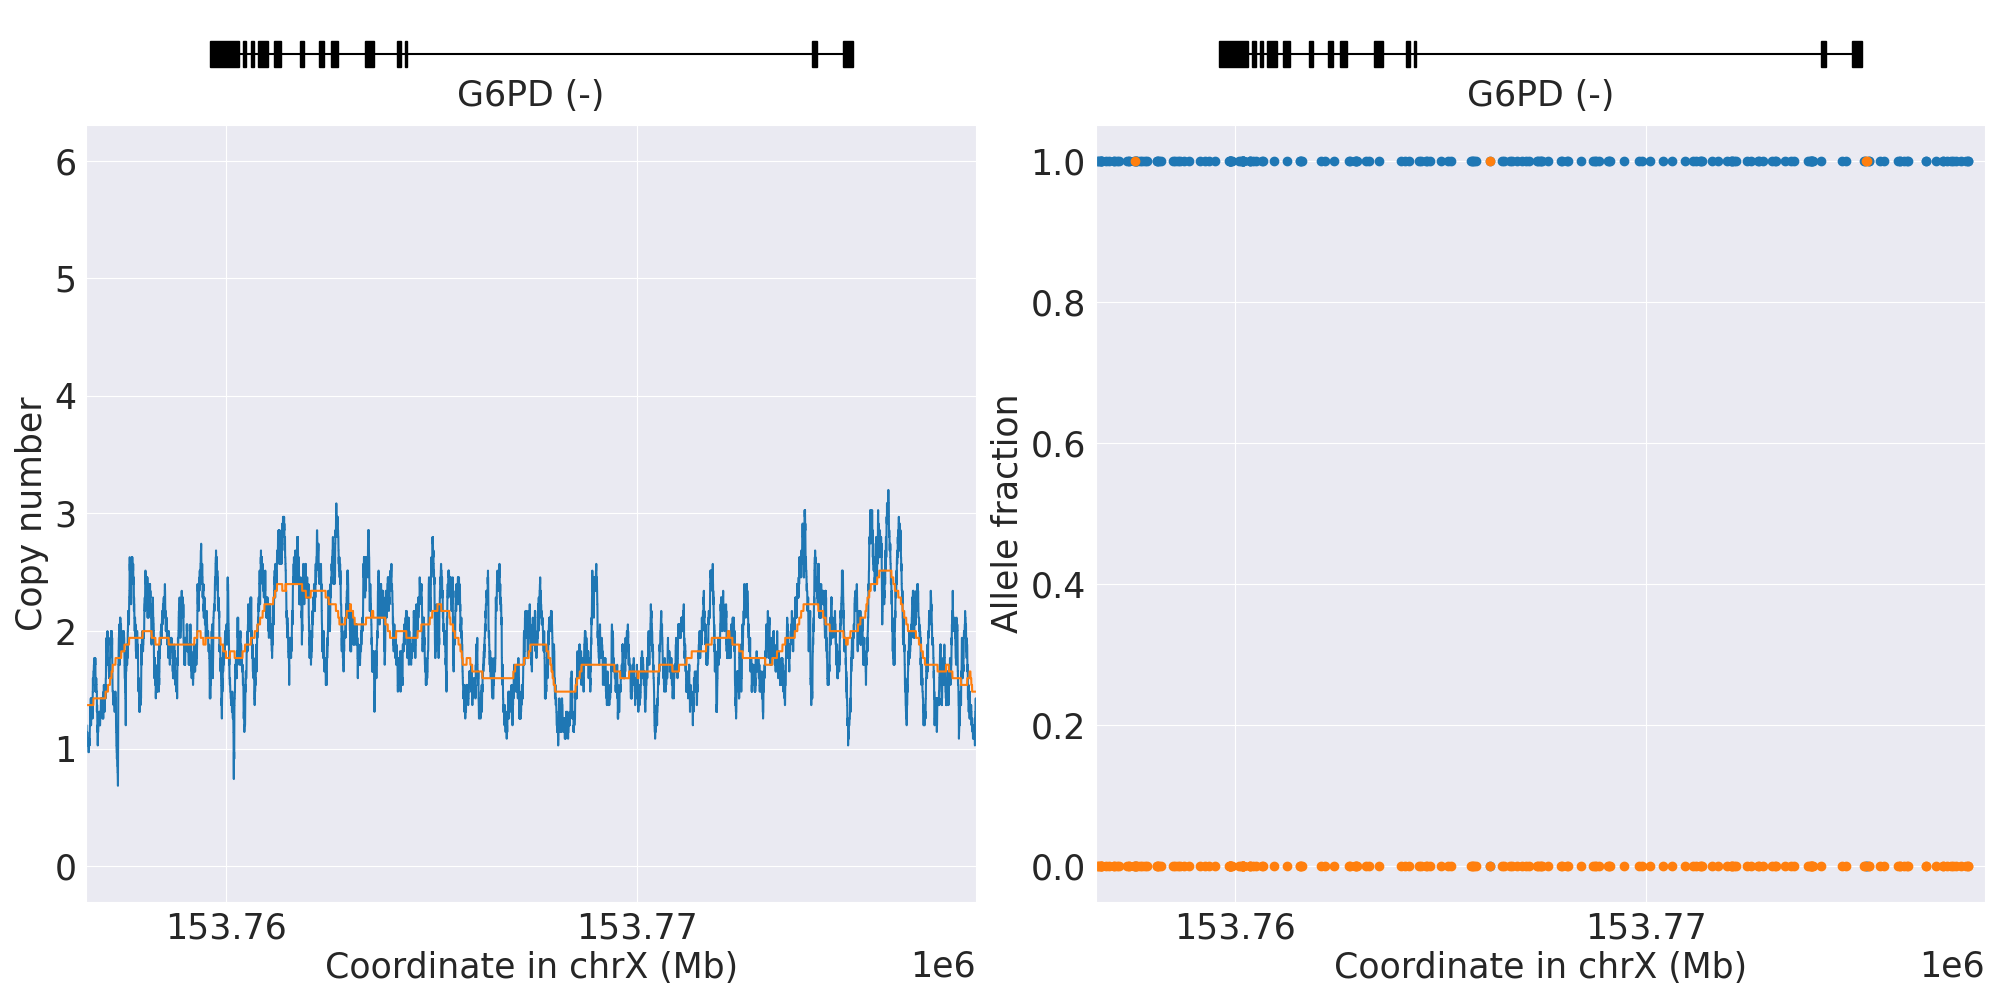 G6PD (-)
6
5
4
3
2
1
0
Copy number
153.76
153.77
Coordinate in chrX (Mb)
1e6
G6PD (-)
1.0
0.8
0.6
0.4
0.2
0.0
Allele fraction
153.76
153.77
Coordinate in chrX (Mb)
1e6